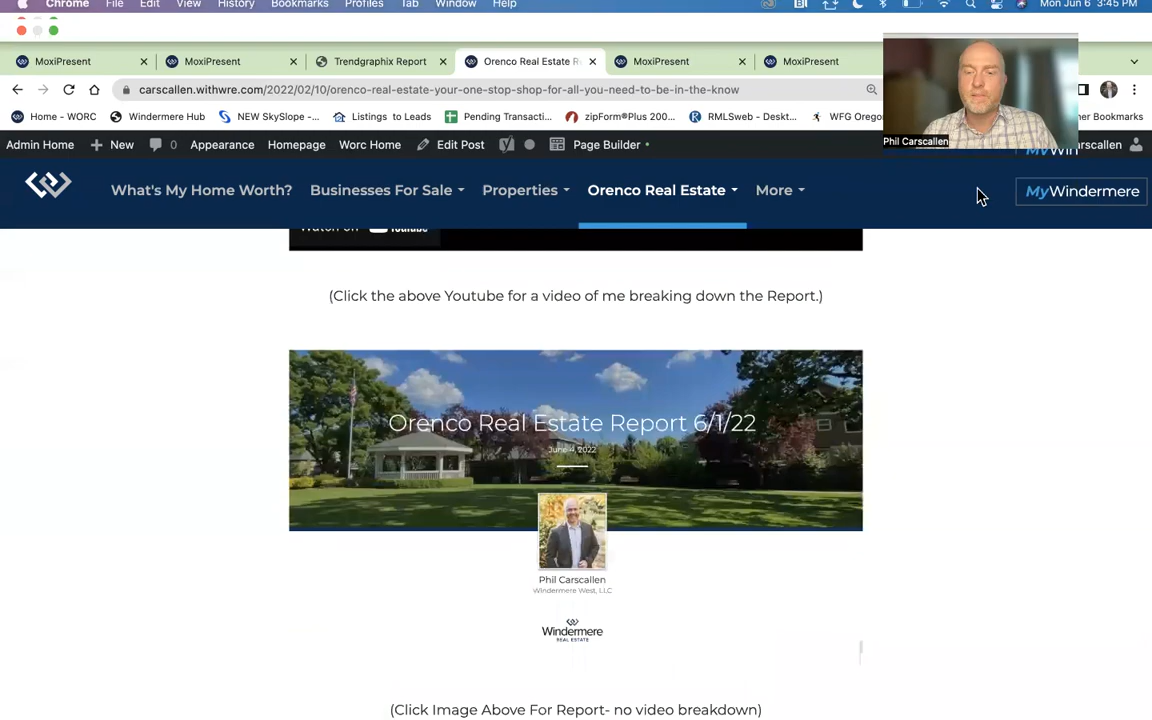 Chrome File Edit View History Bookmarks Profiles Tab Window Help Mon Jun 6 3:45 PM
MoxiPresent MoxiPresent Trendgraphix Report Orenco Real Estate R MoxiPresent MoxiPresent
carscallen.withwre.com/2022/02/10/orenco-real-estate-your-one-stop-shop-for-all-you-need-to-be-in-the-know
Home - WORC Windermere Hub NEW SkySlope -... Listings to Leads Pending Transacti... zipForm®Plus 200... RMLSweb - Deskt... WFG Orego Bookmarks
Phil Carscallen
Admin Home New 0 Appearance Homepage Worc Home Edit Post Page Builder carscallen
What's My Home Worth? Businesses For Sale Properties Orenco Real Estate More MyWindermere
Watch on YouTube
(Click the above Youtube for a video of me breaking down the Report.)
Orenco Real Estate Report 6/1/22
June 4, 2022
Phil Carscallen
Windermere West, LLC
Windermere
REAL ESTATE
(Click Image Above For Report- no video breakdown)